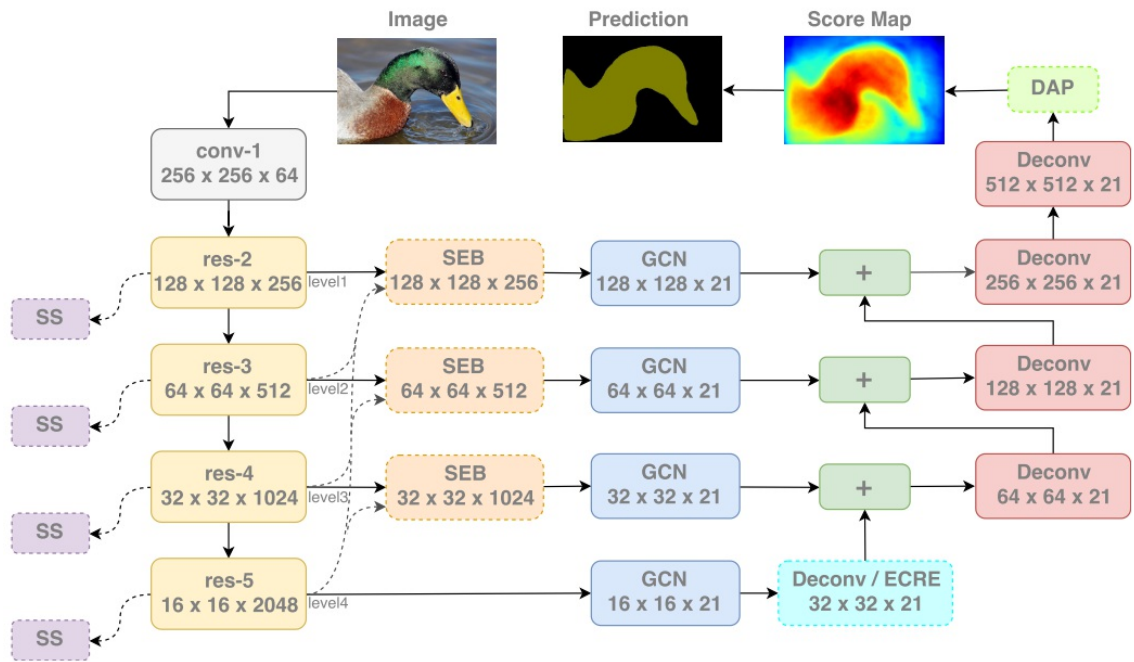 Image
Prediction
Score Map
DAP
conv-1
256 x 256 x 64
Deconv
512 x 512 x 21
res-2
128 x 128 x 256
level1
SEB
128 x 128 x 256
GCN
128 x 128 x 21
+
Deconv
256 x 256 x 21
SS
res-3
64 x 64 x 512
level2
SEB
64 x 64 x 512
GCN
64 x 64 x 21
+
Deconv
128 x 128 x 21
SS
res-4
32 x 32 x 1024
level3
SEB
32 x 32 x 1024
GCN
32 x 32 x 21
+
Deconv
64 x 64 x 21
SS
res-5
16 x 16 x 2048
level4
GCN
16 x 16 x 21
Deconv / ECRE
32 x 32 x 21
SS